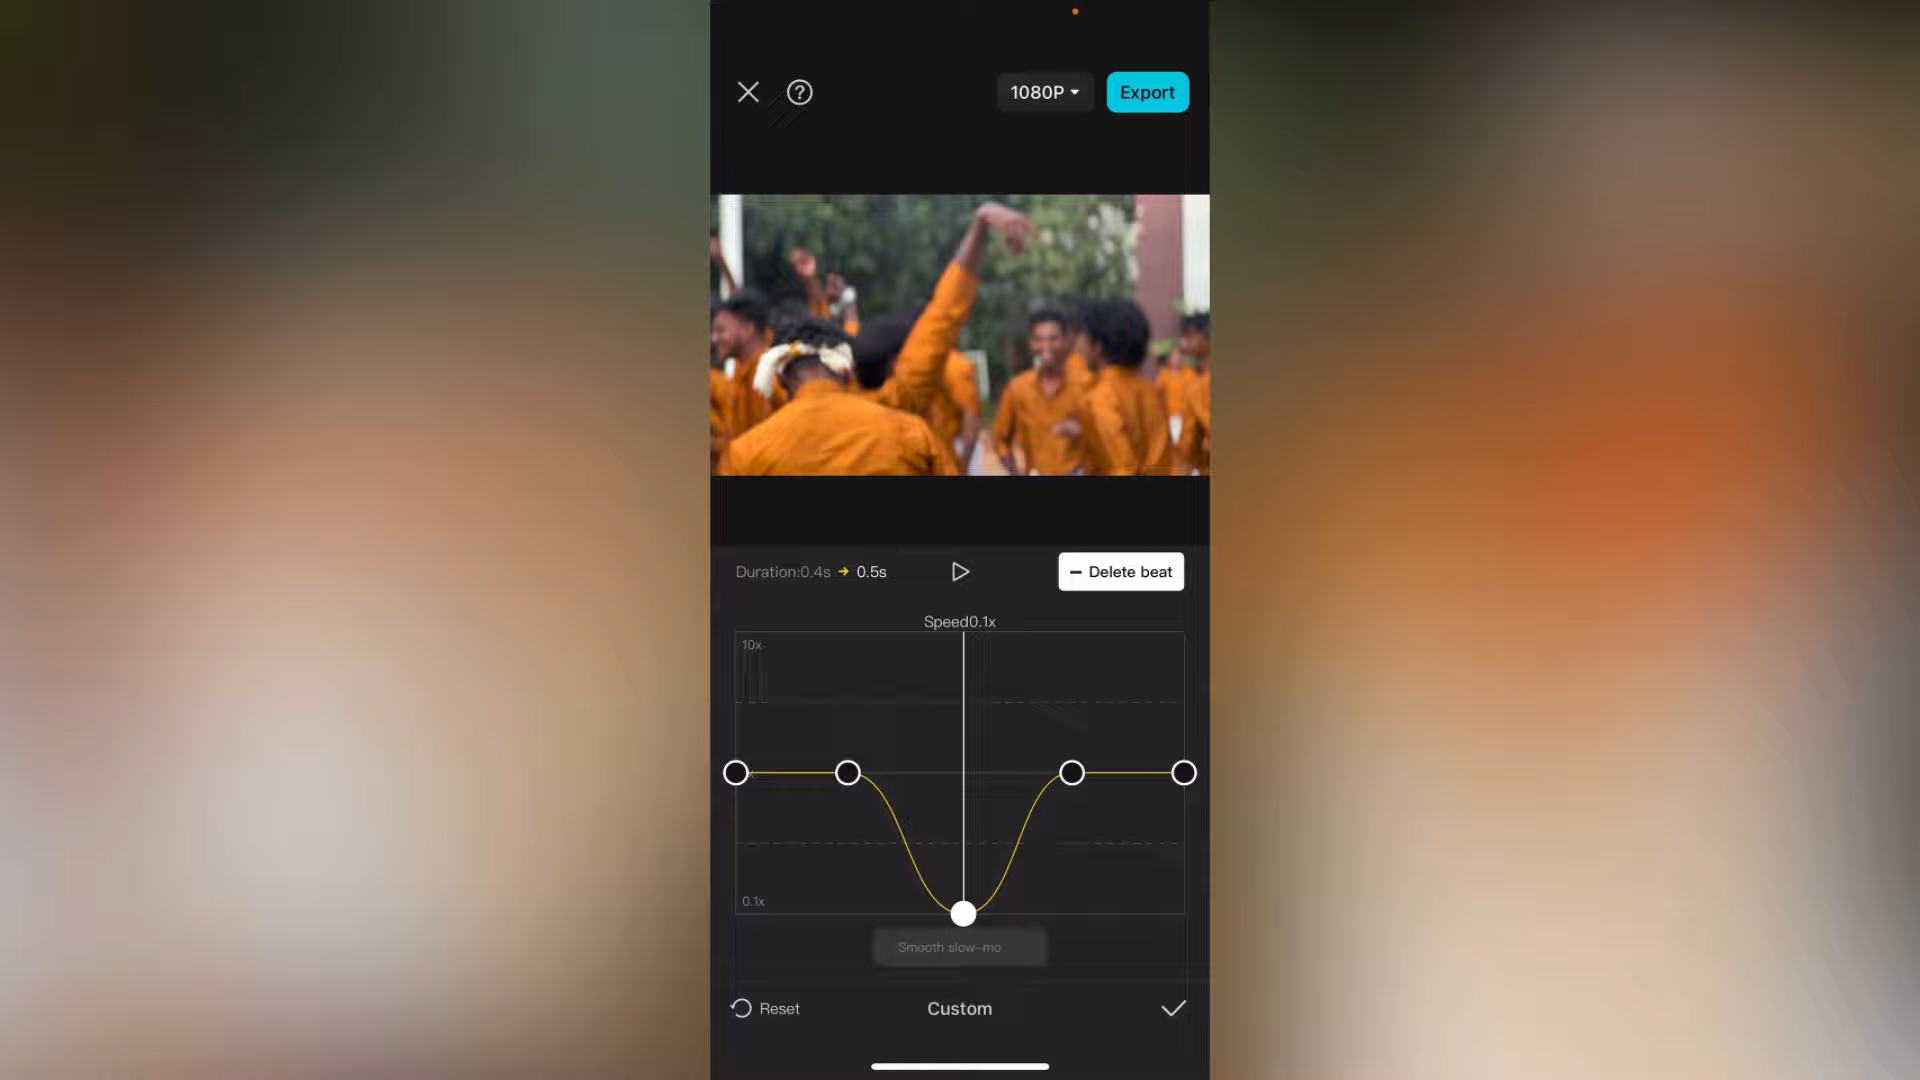 1080P
Export
Duration:0.4s → 0.5s
Delete beat
Speed0.1x
10x
0.1x
Smooth slow-mo
Reset
Custom